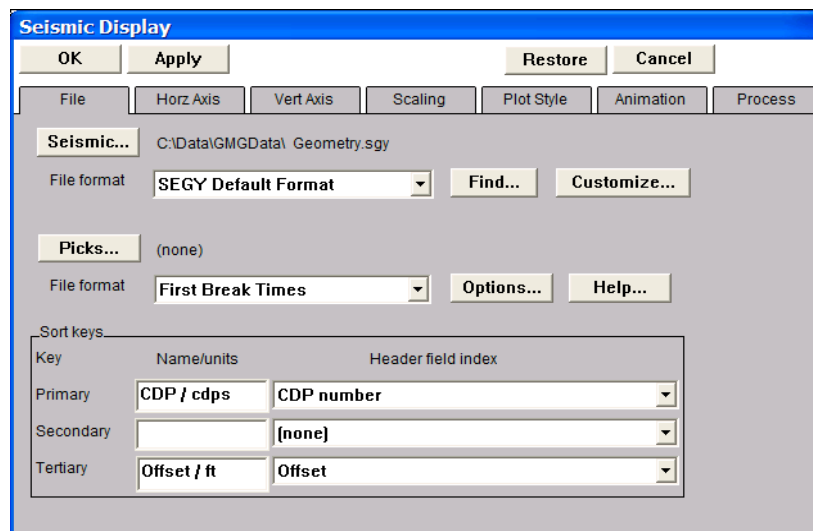 Seismic Display
OK Apply Restore Cancel
File Horz Axis Vert Axis Scaling Plot Style Animation Process
Seismic... C:\Data\GMGData\ Geometry.sgy
File format SEGY Default Format Find... Customize...
Picks... (none)
File format First Break Times Options... Help...
Sort keys
Key Name/units Header field index
Primary CDP / cdps CDP number
Secondary (none)
Tertiary Offset / ft Offset